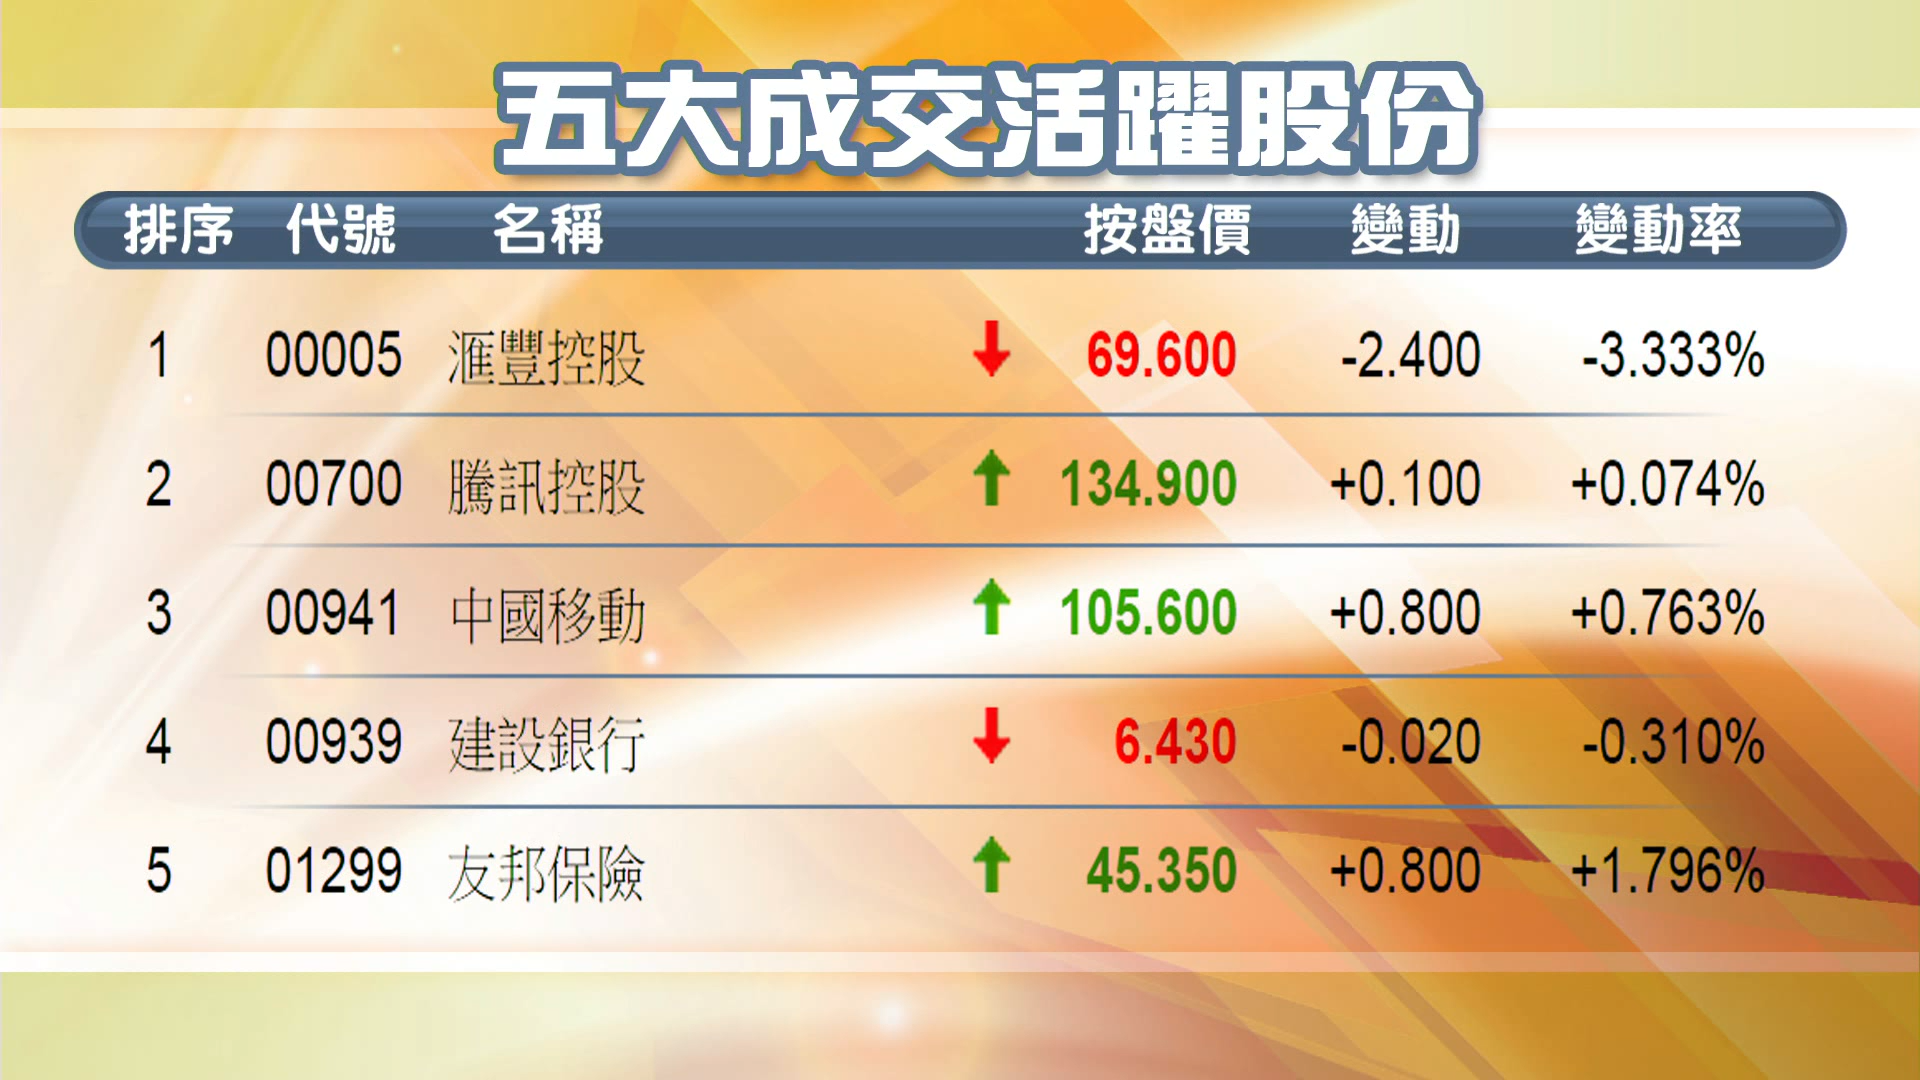 五大成交活躍股份
排序 代號 名稱 按盤價 變動 變動率
1 00005 滙豐控股 69.600 -2.400 -3.333%
2 00700 騰訊控股 134.900 +0.100 +0.074%
3 00941 中國移動 105.600 +0.800 +0.763%
4 00939 建設銀行 6.430 -0.020 -0.310%
5 01299 友邦保險 45.350 +0.800 +1.796%